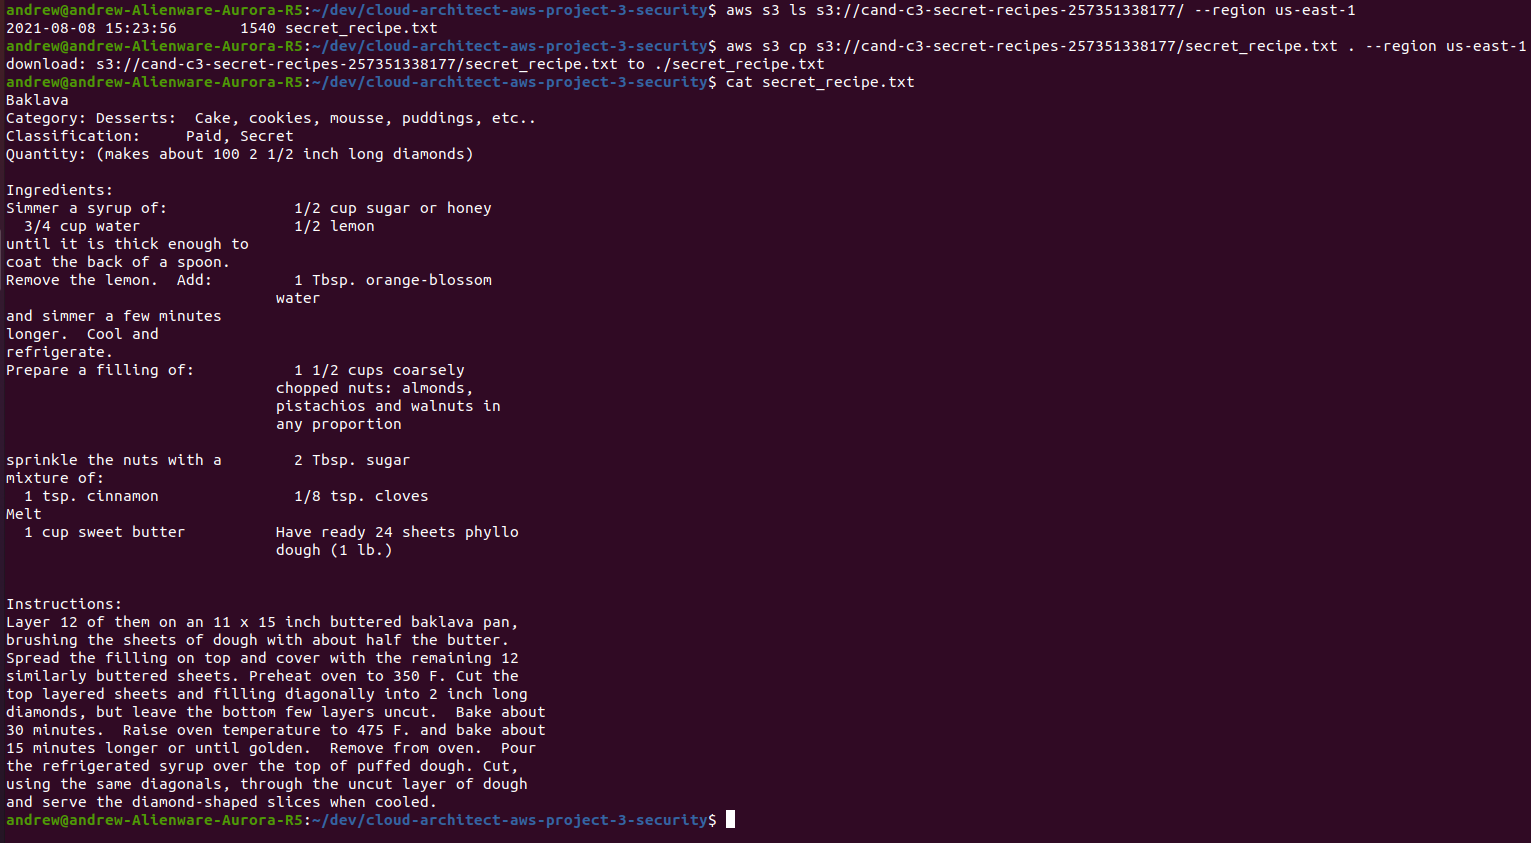 andrew@andrew-Alienware-Aurora-R5:~/dev/cloud-architect-aws-project-3-security$ aws s3 ls s3://cand-c3-secret-recipes-257351338177/ --region us-east-1
2021-08-08 15:23:56       1540 secret_recipe.txt
andrew@andrew-Alienware-Aurora-R5:~/dev/cloud-architect-aws-project-3-security$ aws s3 cp s3://cand-c3-secret-recipes-257351338177/secret_recipe.txt . --region us-east-1
download: s3://cand-c3-secret-recipes-257351338177/secret_recipe.txt to ./secret_recipe.txt
andrew@andrew-Alienware-Aurora-R5:~/dev/cloud-architect-aws-project-3-security$ cat secret_recipe.txt
Baklava
Category: Desserts:  Cake, cookies, mousse, puddings, etc..
Classification:     Paid, Secret
Quantity: (makes about 100 2 1/2 inch long diamonds)

Ingredients:
Simmer a syrup of:              1/2 cup sugar or honey
  3/4 cup water                 1/2 lemon
until it is thick enough to
coat the back of a spoon.
Remove the lemon.  Add:         1 Tbsp. orange-blossom
                              water
and simmer a few minutes
longer.  Cool and
refrigerate.
Prepare a filling of:           1 1/2 cups coarsely
                              chopped nuts: almonds,
                              pistachios and walnuts in
                              any proportion

sprinkle the nuts with a        2 Tbsp. sugar
mixture of:
  1 tsp. cinnamon               1/8 tsp. cloves
Melt
  1 cup sweet butter          Have ready 24 sheets phyllo
                              dough (1 lb.)

Instructions:
Layer 12 of them on an 11 x 15 inch buttered baklava pan,
brushing the sheets of dough with about half the butter.
Spread the filling on top and cover with the remaining 12
similarly buttered sheets. Preheat oven to 350 F. Cut the
top layered sheets and filling diagonally into 2 inch long
diamonds, but leave the bottom few layers uncut.  Bake about
30 minutes.  Raise oven temperature to 475 F. and bake about
15 minutes longer or until golden.  Remove from oven.  Pour
the refrigerated syrup over the top of puffed dough. Cut,
using the same diagonals, through the uncut layer of dough
and serve the diamond-shaped slices when cooled.
andrew@andrew-Alienware-Aurora-R5:~/dev/cloud-architect-aws-project-3-security$